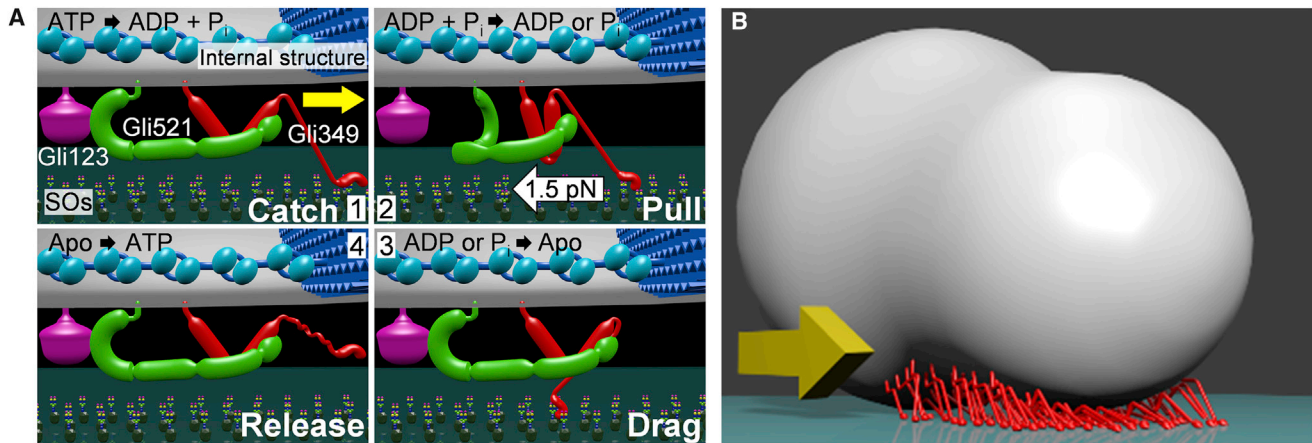 A
ATP ➡ ADP + Pi
Internal structure
Gli521
Gli349
Gli123
SOs
Catch 1
ADP + Pi ➡ ADP or Pi
1.5 pN
2 Pull
Apo ➡ ATP
4
Release
3 ADP or Pi ➡ Apo
Drag
B